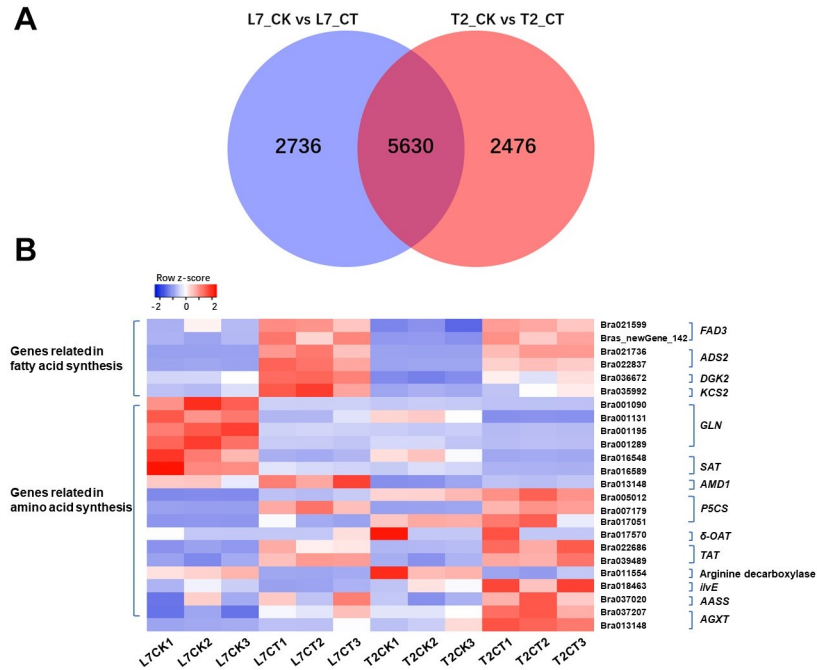 A
L7_CK vs L7_CT
T2_CK vs T2_CT
2736
5630
2476
B
Row z-score
-2 0 2
Genes related in
fatty acid synthesis
Genes related in
amino acid synthesis
Bra021599
Bras_newGene_142
Bra021736
Bra022837
Bra036672
Bra035992
Bra001090
Bra001131
Bra001195
Bra001289
Bra016548
Bra016589
Bra013148
Bra005012
Bra007179
Bra017051
Bra017570
Bra022686
Bra039489
Bra011554
Bra018463
Bra037020
Bra037207
Bra013148
FAD3
ADS2
DGK2
KCS2
GLN
SAT
AMD1
P5CS
δ-OAT
TAT
Arginine decarboxylase
ilvE
AASS
AGXT
L7CK1
L7CK2
L7CK3
L7CT1
L7CT2
L7CT3
T2CK1
T2CK2
T2CK3
T2CT1
T2CT2
T2CT3